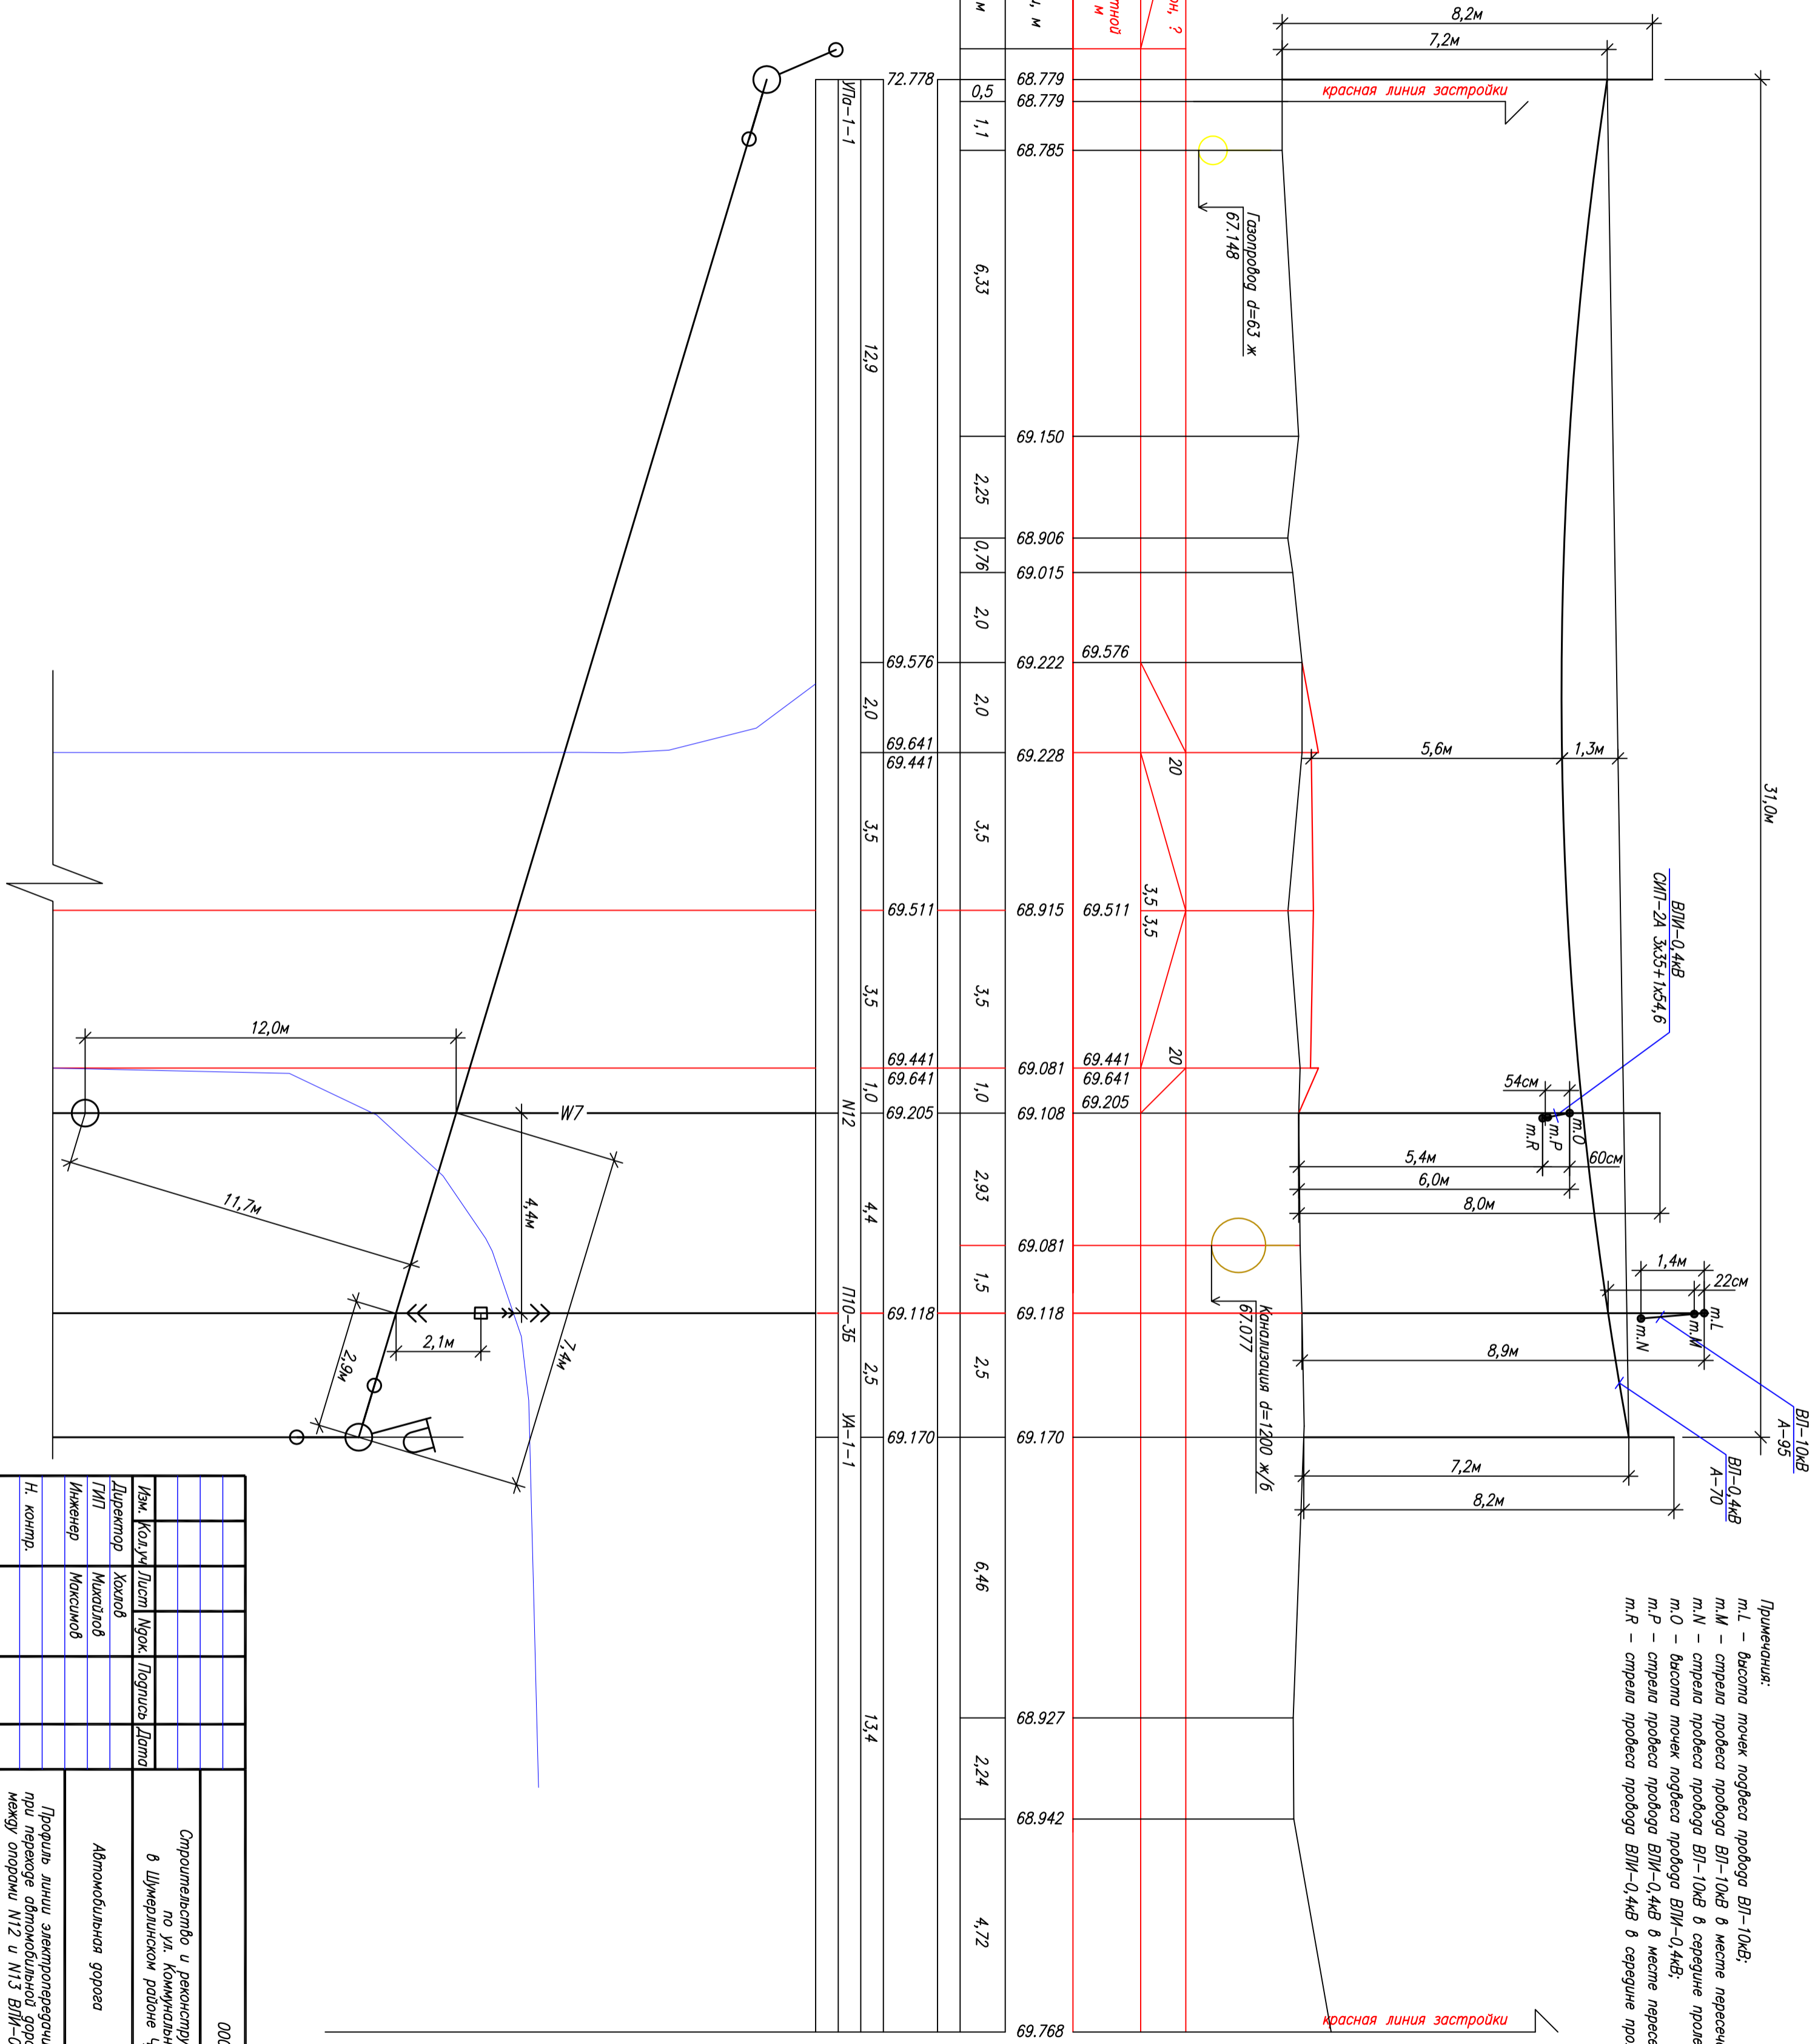 8,2м
7,2м
31,0м
красная линия застройки
Газопровод d=63 ж
67.148
5,6м
1,3м
ВЛИ-0,4кВ
СИП-2А 3х35+1х54,6
54см
т.О
т.Р
т.R
60см
5,4м
6,0м
8,0м
1,4м
22см
т.L
т.М
т.N
8,9м
ВЛ-10кВ
А-95
ВЛ-0,4кВ
А-70
Канализация d=1200 ж/б
67.077
7,2м
8,2м
красная линия застройки
Примечания:
т.L - высота точек подвеса провода ВЛ-10кВ;
т.М - стрела провеса провода ВЛ-10кВ в месте
т.N - стрела провеса провода ВЛ-10кВ в середине
т.О - высота точек подвеса провода ВЛИ-0,4кВ;
т.Р - стрела провеса провода ВЛИ-0,4кВ в месте
т.R - стрела провеса провода ВЛИ-0,4кВ в середине
?
м
20
20
3,5 3,5
69.576
69.511
69.441
69.641
69.205
м
68.779
68.779
68.785
69.150
68.906
69.015
69.222
69.228
68.915
69.081
69.108
69.081
69.118
69.170
68.927
68.942
69.768
м
0,5
1,1
6,33
2,25
0,76
2,0
2,0
3,5
3,5
1,0
2,93
1,5
2,5
6,46
2,24
4,72
72.778
69.576
69.641
69.441
69.511
69.441
69.641
69.205
69.118
69.170
12,9
2,0
3,5
3,5
1,0
4,4
2,5
13,4
УПа-1-1
N12
П10-3Б
УА-1-1
W7
12,0м
11,7м
4,4м
7,4м
2,1м
2,9м
Изм.
Кол.уч
Лист
Nдок.
Подпись
Дата
Директор
Хохлов
ГИП
Михайлов
Инженер
Максимов
Н. контр.
Строительство и
по ул.
в Шумерлинском районе
Автомобильная дорога
Профиль линии
при переходе автомобильной
между опорами N12 и N13